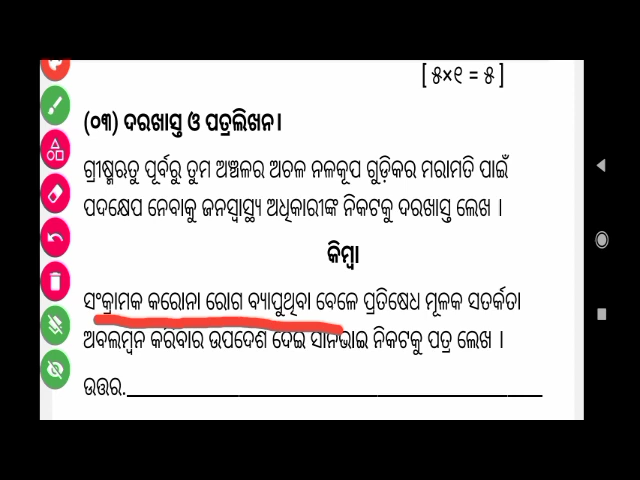 [ ୫×୧ = ୫ ]
(୦୩) ଦରଖାସ୍ତ ଓ ପତ୍ରଲିଖନ।
ଗ୍ରୀଷ୍ମଋତୁ ପୂର୍ବରୁ ତୁମ ଅଞ୍ଚଳର ଅଚଳ ନଳକୂପ ଗୁଡ଼ିକର ମରାମତି ପାଇଁ
ପଦକ୍ଷେପ ନେବାକୁ ଜନସ୍ୱାସ୍ଥ୍ୟ ଅଧିକାରୀଙ୍କ ନିକଟକୁ ଦରଖାସ୍ତ ଲେଖ ।
କିମ୍ବା
ସଂକ୍ରାମକ କରୋନା ରୋଗ ବ୍ୟାପୁଥିବା ବେଳେ ପ୍ରତିଷେଧ ମୂଳକ ସତର୍କତା
ଅବଲମ୍ବନ କରିବାର ଉପଦେଶ ଦେଇ ସାନଭାଇ ନିକଟକୁ ପତ୍ର ଲେଖ ।
ଉତ୍ତର.